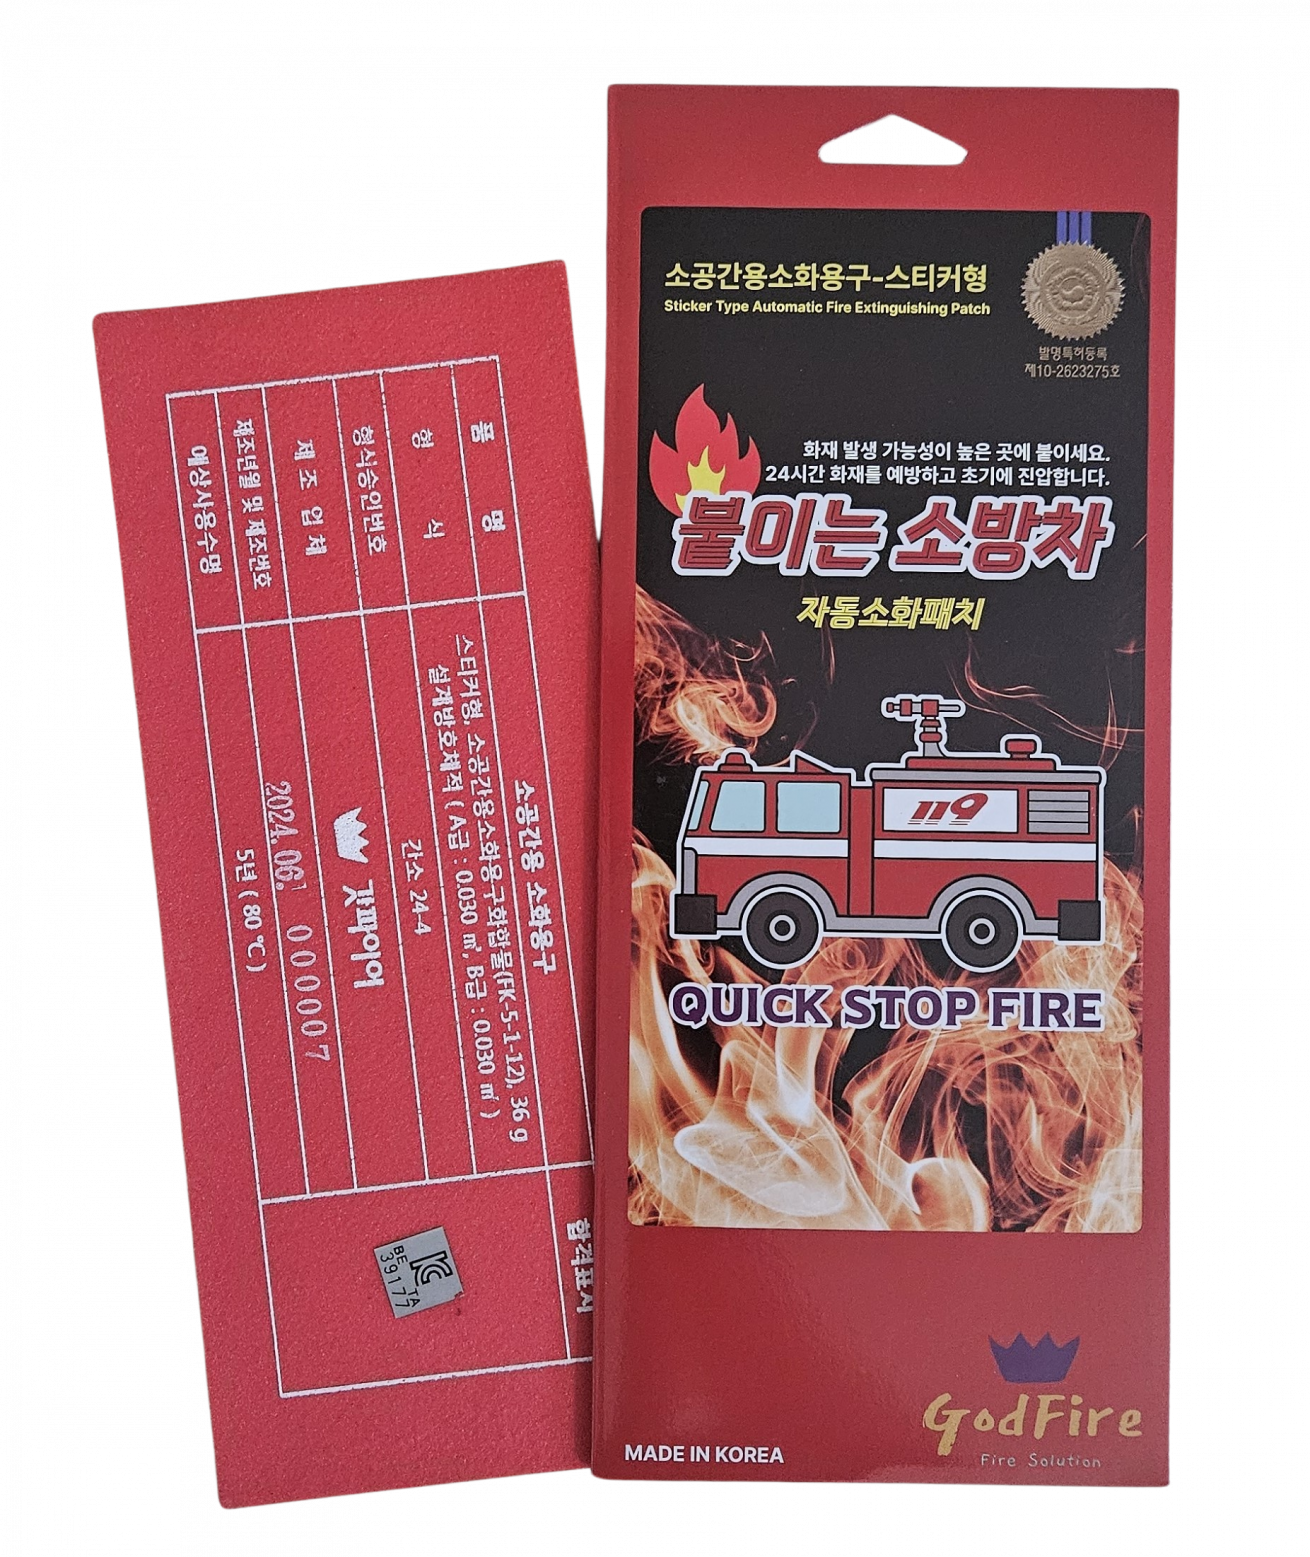 소공간용소화용구-스티커형
Sticker Type Automatic Fire Extinguishing Patch
발명특허등록
제10-2623275호
화재 발생 가능성이 높은 곳에 붙이세요.
24시간 화재를 예방하고 초기에 진압합니다.
붙이는 소방차
자동소화패치
119
QUICK STOP FIRE
GodFire
Fire Solution
MADE IN KOREA
품 명
소공간용 소화용구
합격표시
형 식
스티커형, 소공간용소화용구화합물(FK-5-1-12), 36 g
설계방호체적 ( A급 : 0.030 ㎥, B급 : 0.030 ㎥ )
형식승인번호
간소 24-4
제 조 업 체
갓파이어
제조년월 및 제조번호
2024. 06. 000007
예상사용수명
5년 ( 80℃ )
KC
BE TA
39177